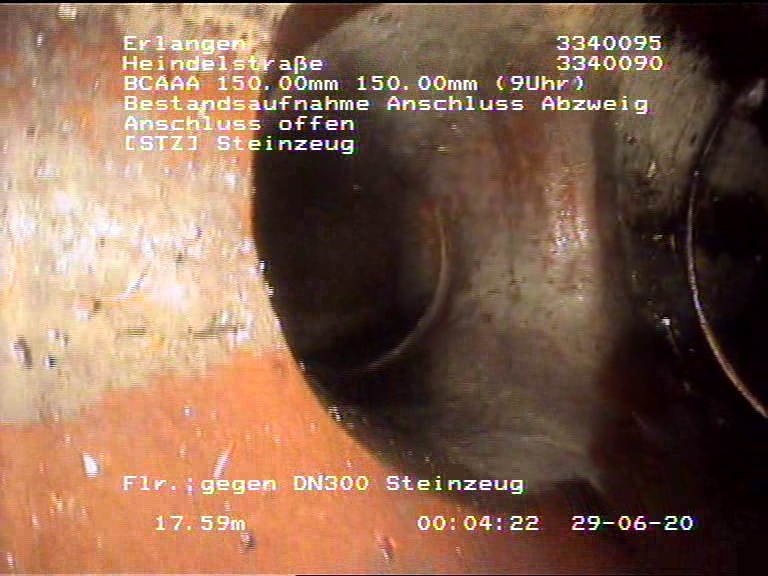 Erlangen 3340095
Heindelstraße 3340090
BCAAA 150.00mm 150.00mm (9Uhr)
Bestandsaufnahme Anschluss Abzweig
Anschluss offen
[STZ] Steinzeug
Flr.:gegen DN300 Steinzeug
17.59m 00:04:22 29-06-20